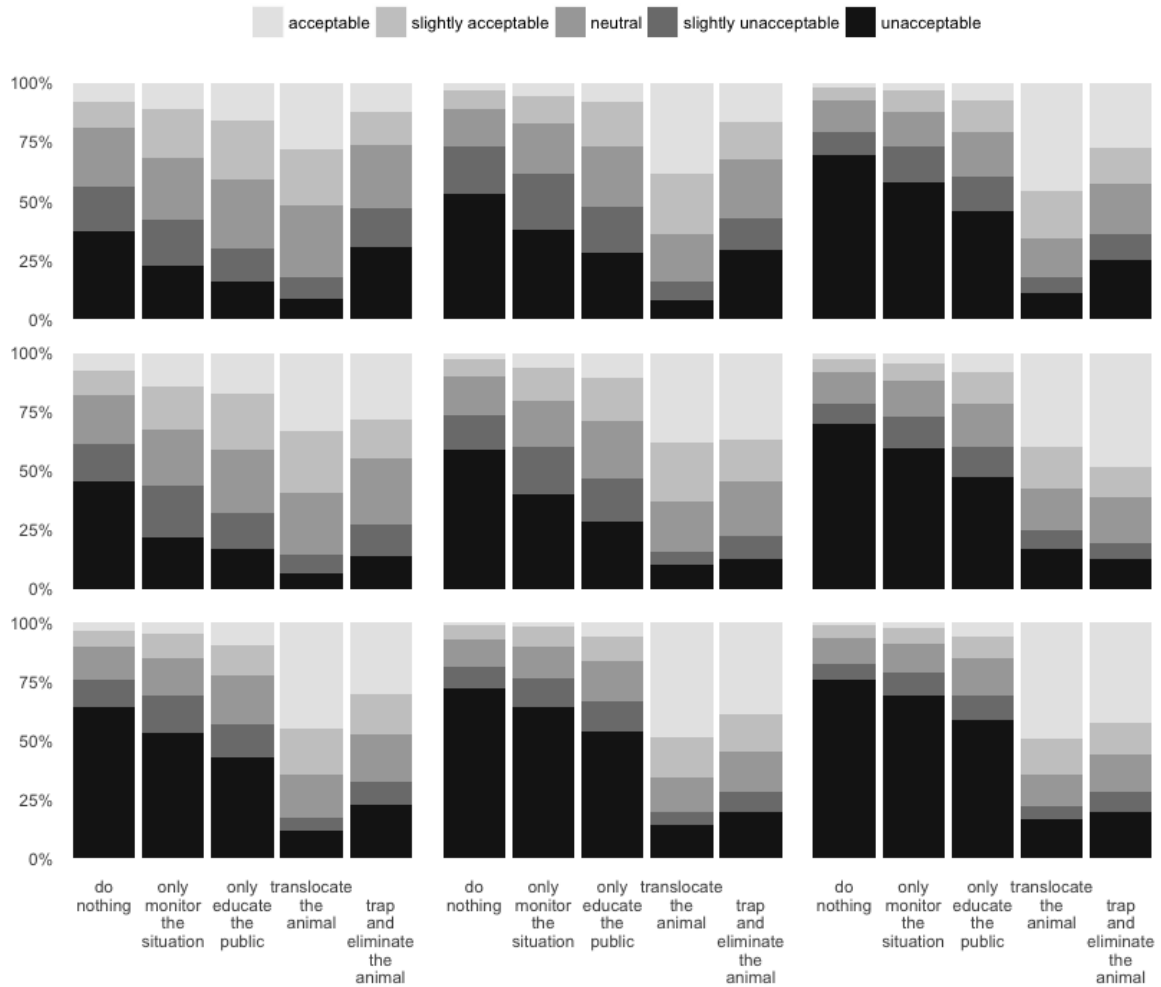 acceptable slightly acceptable neutral slightly unacceptable unacceptable
100%
75%
50%
25%
0%
100%
75%
50%
25%
0%
100%
75%
50%
25%
0%
do
nothing
only
monitor
the
situation
only
educate
the
public
translocate
the
animal
trap
and
eliminate
the
animal
do
nothing
only
monitor
the
situation
only
educate
the
public
translocate
the
animal
trap
and
eliminate
the
animal
do
nothing
only
monitor
the
situation
only
educate
the
public
translocate
the
animal
trap
and
eliminate
the
animal